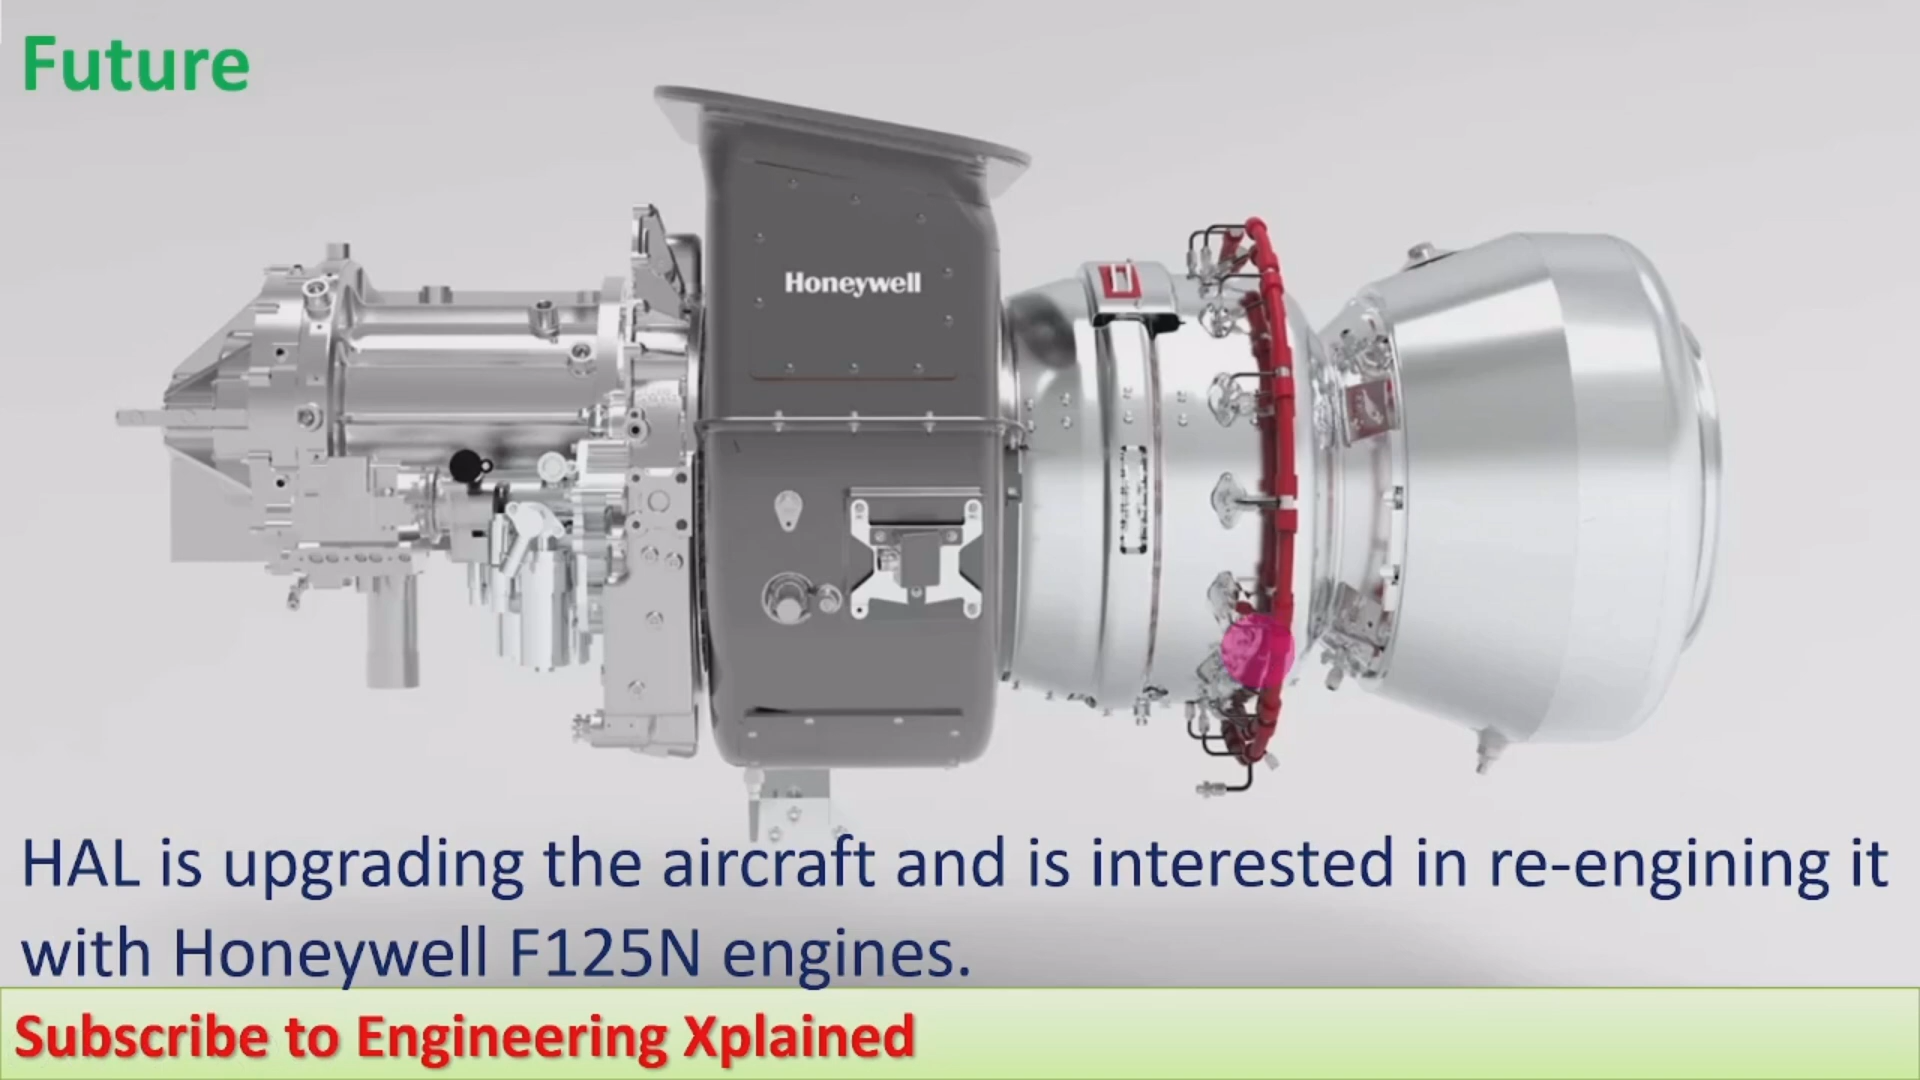 Future
Honeywell
HAL is upgrading the aircraft and is interested in re-engining it
with Honeywell F125N engines.
Subscribe to Engineering Xplained